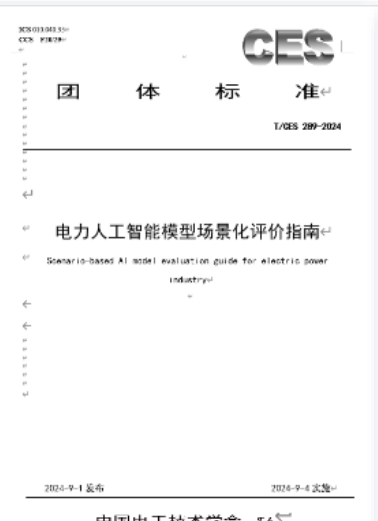 CES
团 体 标 准
T/CES 289-2024
电力人工智能模型场景化评价指南
Scenario-based AI model evaluation guide for electric power
industry
2024-9-1 发布
2024-9-4 实施
中国电工技术学会